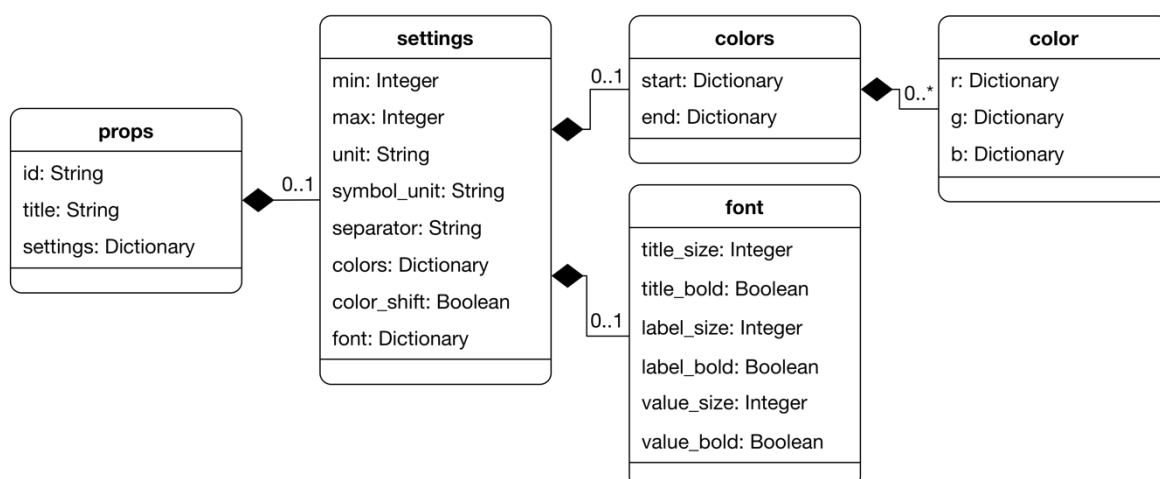 props
id: String
title: String
settings: Dictionary
0..1
settings
min: Integer
max: Integer
unit: String
symbol_unit: String
separator: String
colors: Dictionary
color_shift: Boolean
font: Dictionary
0..1
0..1
colors
start: Dictionary
end: Dictionary
0..*
color
r: Dictionary
g: Dictionary
b: Dictionary
font
title_size: Integer
title_bold: Boolean
label_size: Integer
label_bold: Boolean
value_size: Integer
value_bold: Boolean